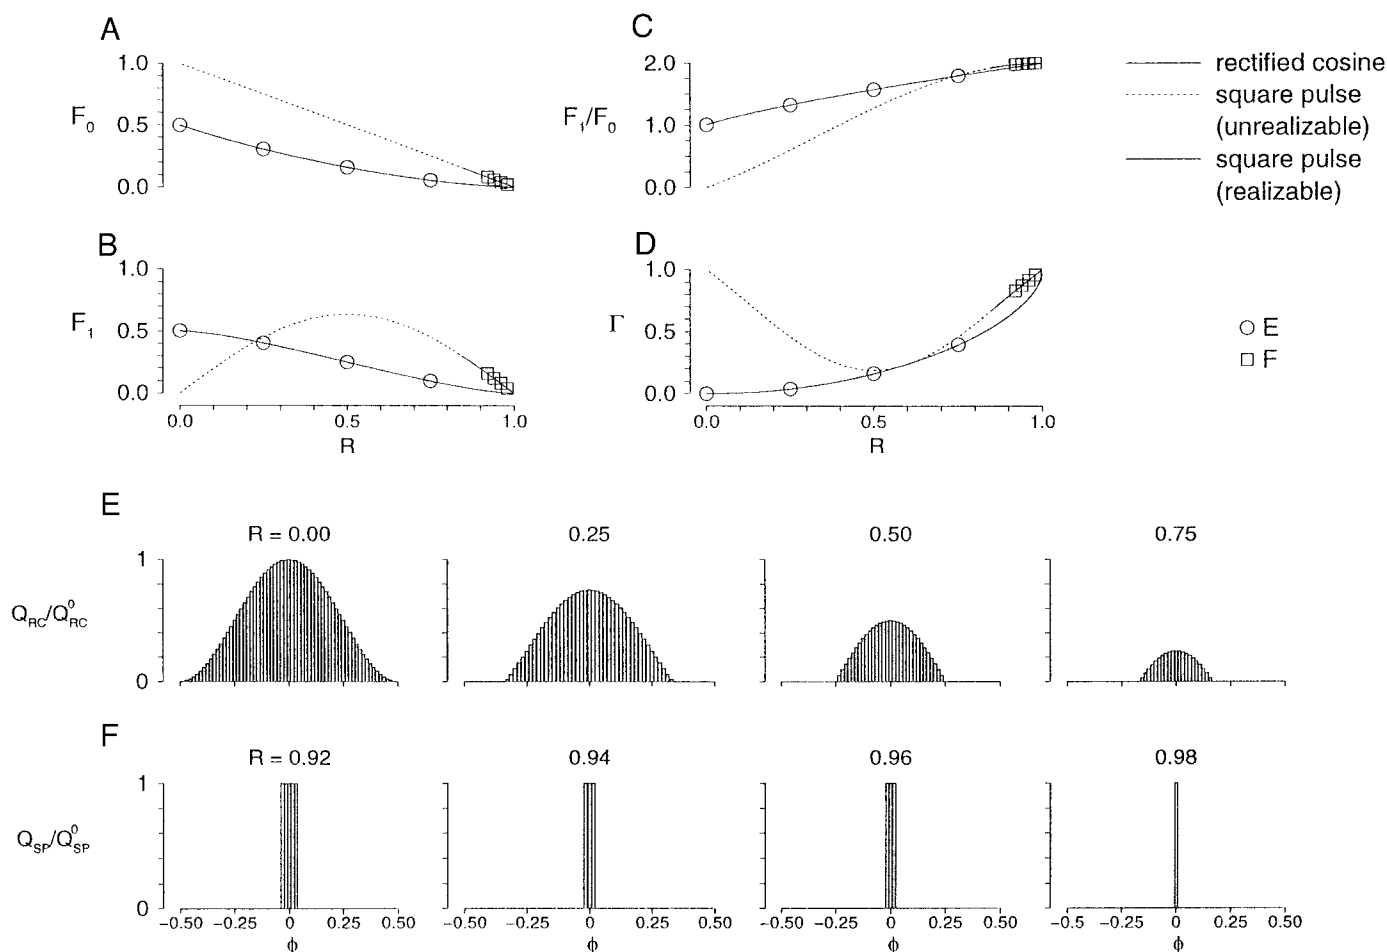 A
1.0
F0
0.5
0.0
B
1.0
F1
0.5
0.0
0.0
0.5
1.0
R
C
2.0
F1/F0
1.0
0.0
D
1.0
Γ
0.5
0.0
0.0
0.5
1.0
R
rectified cosine
square pulse
(unrealizable)
square pulse
(realizable)
E
F
E
R = 0.00
0.25
0.50
0.75
1
QRC/Q0RC
0
F
R = 0.92
0.94
0.96
0.98
1
QSP/Q0SP
0
−0.50 −0.25 0 0.25 0.50
ϕ
−0.50 −0.25 0 0.25 0.50
ϕ
−0.50 −0.25 0 0.25 0.50
ϕ
−0.50 −0.25 0 0.25 0.50
ϕ